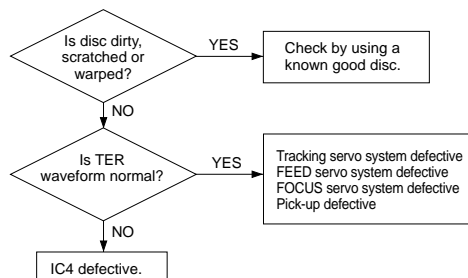 Is disc dirty,
scratched or
warped?
YES
Check by using a
known good disc.
NO
Is TER
waveform normal?
YES
Tracking servo system defective
FEED servo system defective
FOCUS servo system defective
Pick-up defective
NO
IC4 defective.